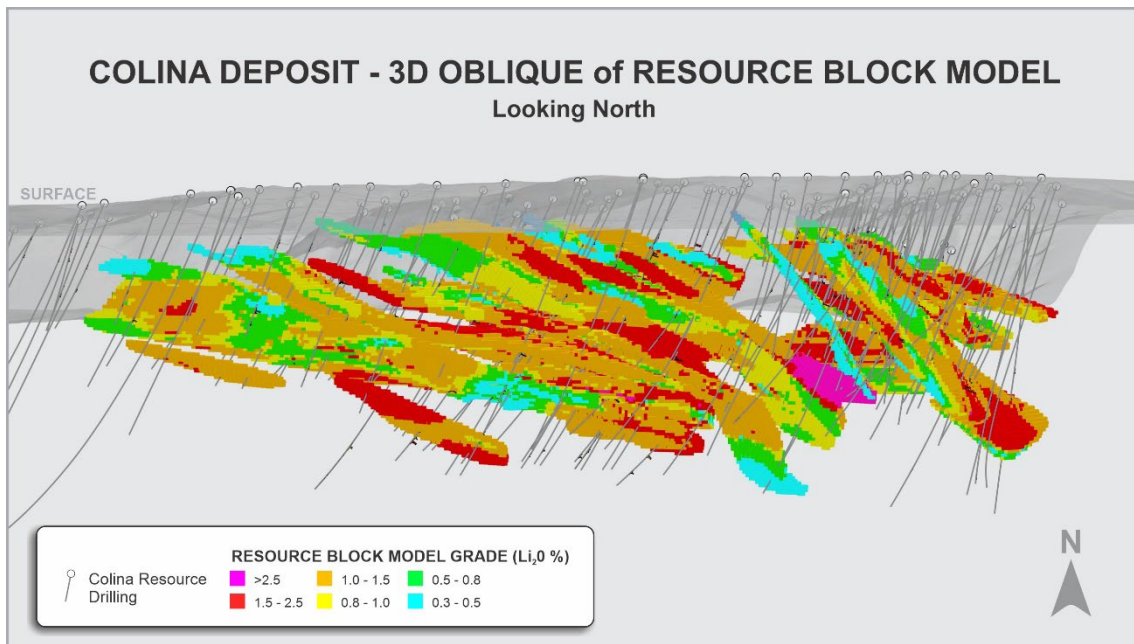 COLINA DEPOSIT - 3D OBLIQUE of RESOURCE BLOCK MODEL
Looking North
SURFACE
RESOURCE BLOCK MODEL GRADE (Li₂0 %)
Colina Resource
Drilling
>2.5
1.0 - 1.5
0.5 - 0.8
1.5 - 2.5
0.8 - 1.0
0.3 - 0.5
N